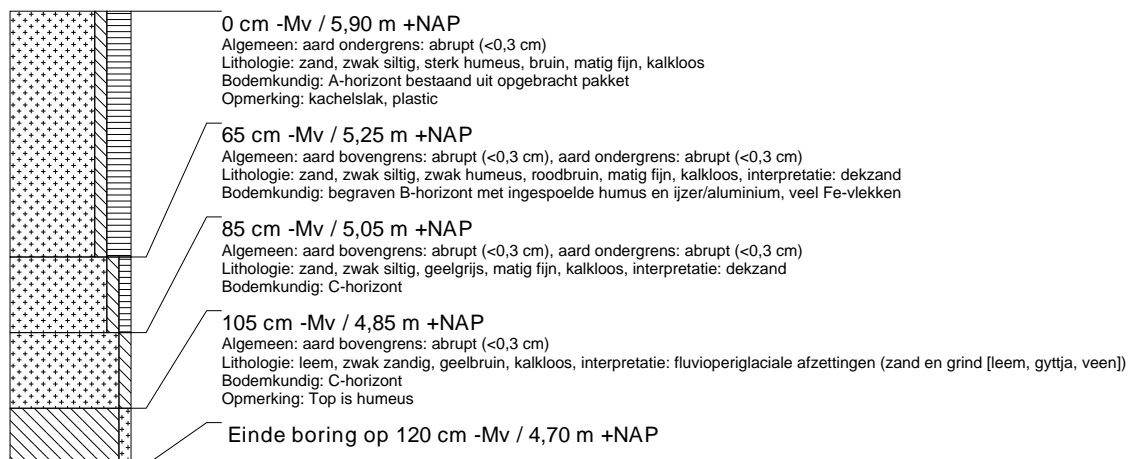 0 cm -Mv / 5,90 m +NAP
Algemeen: aard ondergrens: abrupt (<0,3 cm)
Lithologie: zand, zwak siltig, sterk humeus, bruin, matig fijn, kalkloos
Bodemkundig: A-horizont bestaand uit opgebracht pakket
Opmerking: kachelslak, plastic
65 cm -Mv / 5,25 m +NAP
Algemeen: aard bovengrens: abrupt (<0,3 cm), aard ondergrens: abrupt (<0,3 cm)
Lithologie: zand, zwak siltig, zwak humeus, roodbruin, matig fijn, kalkloos, interpretatie: dekzand
Bodemkundig: begraven B-horizont met ingespoelde humus en ijzer/aluminium, veel Fe-vlekken
85 cm -Mv / 5,05 m +NAP
Algemeen: aard bovengrens: abrupt (<0,3 cm), aard ondergrens: abrupt (<0,3 cm)
Lithologie: zand, zwak siltig, geelgrijs, matig fijn, kalkloos, interpretatie: dekzand
Bodemkundig: C-horizont
105 cm -Mv / 4,85 m +NAP
Algemeen: aard bovengrens: abrupt (<0,3 cm)
Lithologie: leem, zwak zandig, geelbruin, kalkloos, interpretatie: fluvioperiglaciale afzettingen (zand en grind [leem, gyttja, veen])
Bodemkundig: C-horizont
Opmerking: Top is humeus
Einde boring op 120 cm -Mv / 4,70 m +NAP